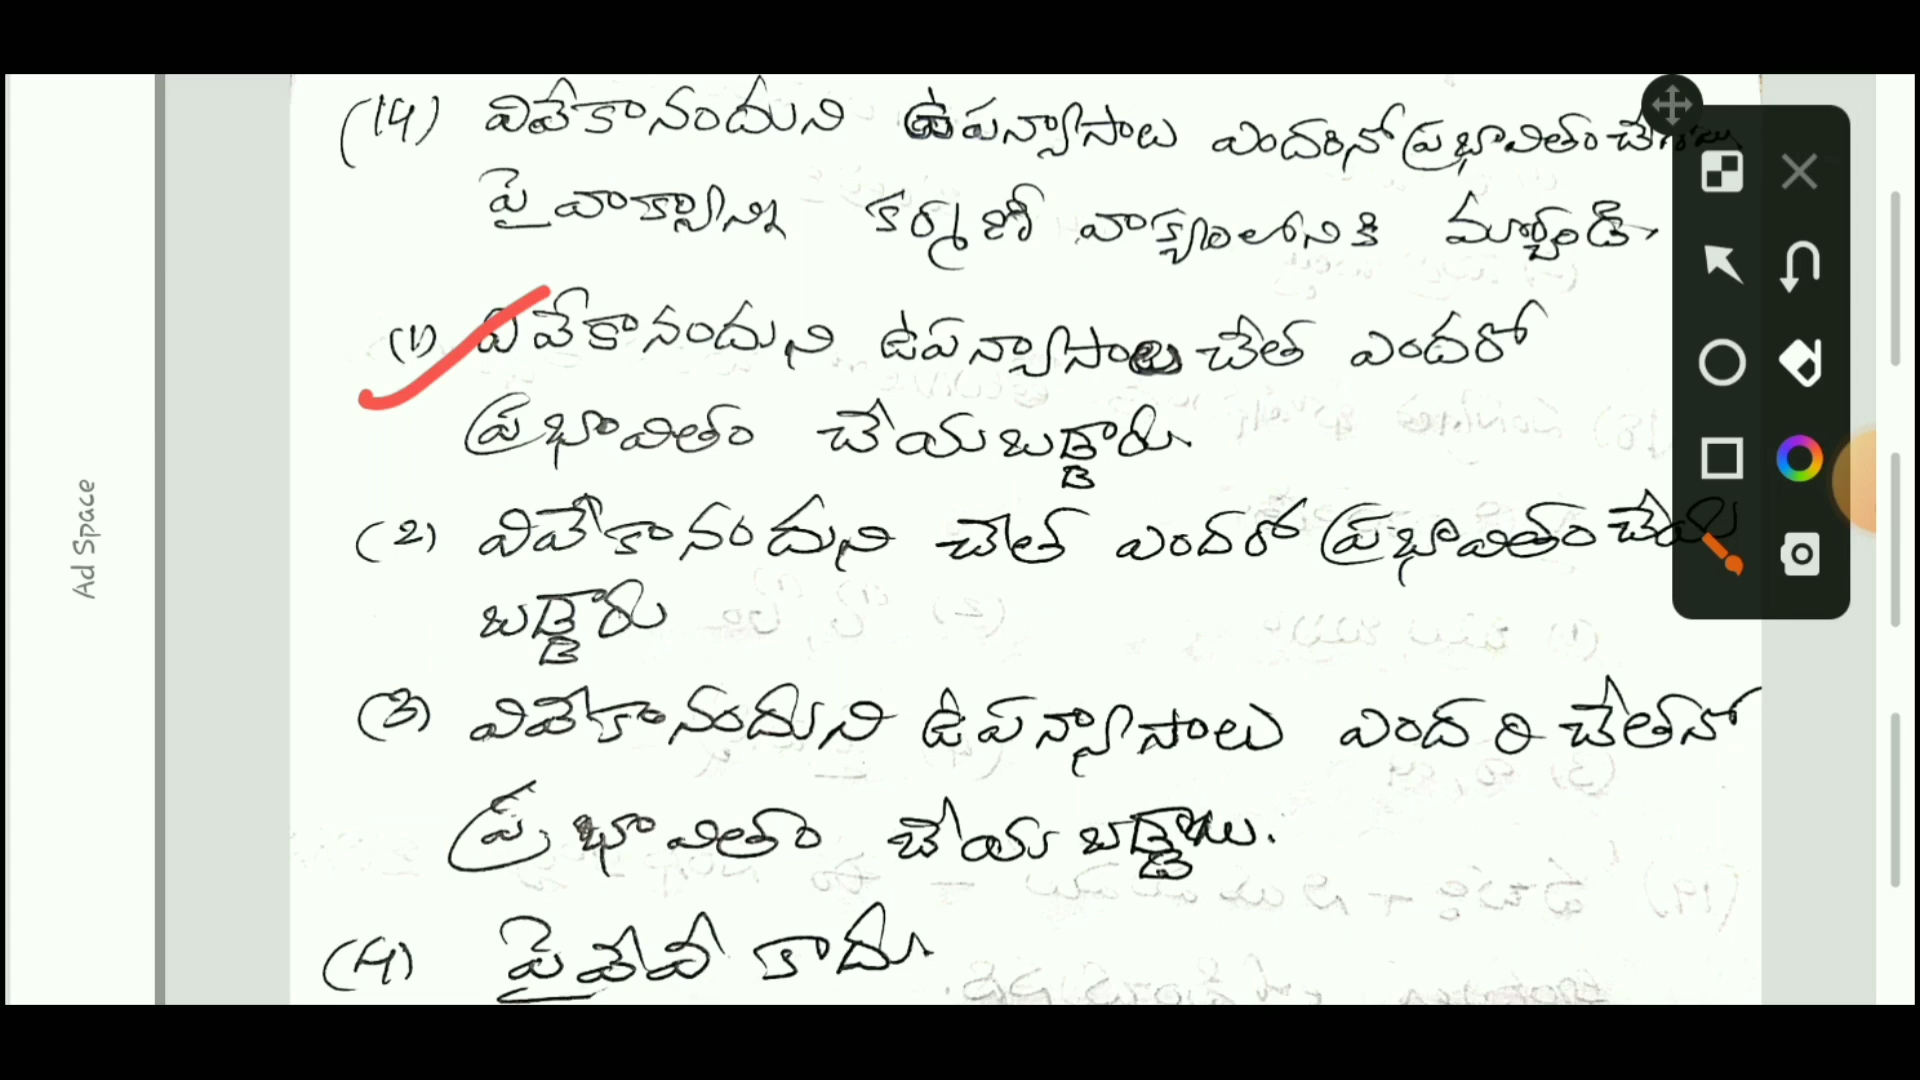 (14) వివేకానందుని ఉపన్యాసాలు ఎందరినో ప్రభావితం
పై వాక్యాన్ని కర్మణి వాక్యంలోనికి మార్చండి
(1) వివేకానందుని ఉపన్యాసాలు చేత ఎందరో
ప్రభావితం చేయబడ్డారు.
(2) వివేకానందుని చేత ఎందరో ప్రభావితం చేయ
బడ్డారు
(3) వివేకానందుని ఉపన్యాసాలు ఎందరి చేతనో
ప్రభావితం చేయబడ్డాయి.
(4) పైవేవీ కాదు
Ad Space